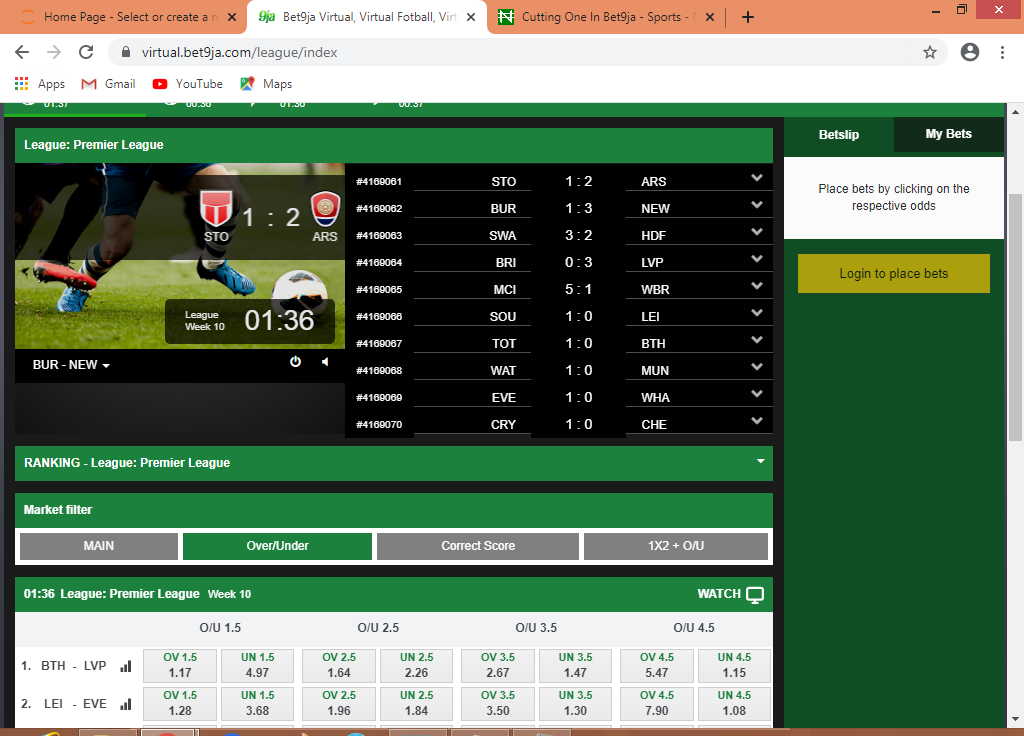 Home Page - Select or create a n
9ja Bet9ja Virtual, Virtual Fotball, Virt
Cutting One In Bet9ja - Sports -
virtual.bet9ja.com/league/index
Apps Gmail YouTube Maps
01:37 00:36 01:36 00:37
League: Premier League
Betslip My Bets
Place bets by clicking on the
respective odds
Login to place bets
STO 1 : 2 ARS
League
Week 10 01:36
BUR - NEW
#4169061 STO 1 : 2 ARS
#4169062 BUR 1 : 3 NEW
#4169063 SWA 3 : 2 HDF
#4169064 BRI 0 : 3 LVP
#4169065 MCI 5 : 1 WBR
#4169066 SOU 1 : 0 LEI
#4169067 TOT 1 : 0 BTH
#4169068 WAT 1 : 0 MUN
#4169069 EVE 1 : 0 WHA
#4169070 CRY 1 : 0 CHE
RANKING - League: Premier League
Market filter
MAIN Over/Under Correct Score 1X2 + O/U
01:36 League: Premier League Week 10 WATCH
O/U 1.5 O/U 2.5 O/U 3.5 O/U 4.5
OV 1.5 UN 1.5 OV 2.5 UN 2.5 OV 3.5 UN 3.5 OV 4.5 UN 4.5
1. BTH - LVP 1.17 4.97 1.64 2.26 2.67 1.47 5.47 1.15
OV 1.5 UN 1.5 OV 2.5 UN 2.5 OV 3.5 UN 3.5 OV 4.5 UN 4.5
2. LEI - EVE 1.28 3.68 1.96 1.84 3.50 1.30 7.90 1.08